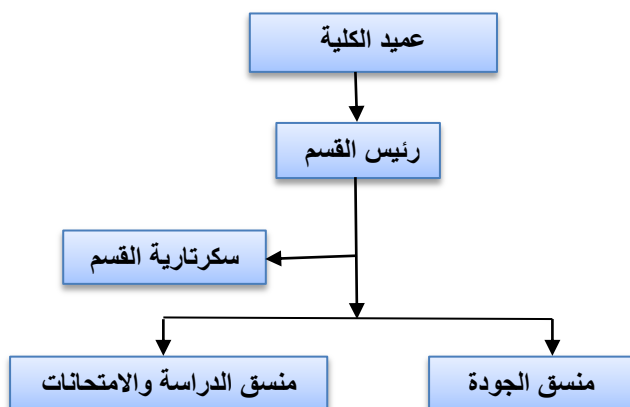 عميد الكلية
رئيس القسم
سكرتارية القسم
منسق الجودة
منسق الدراسة والامتحانات